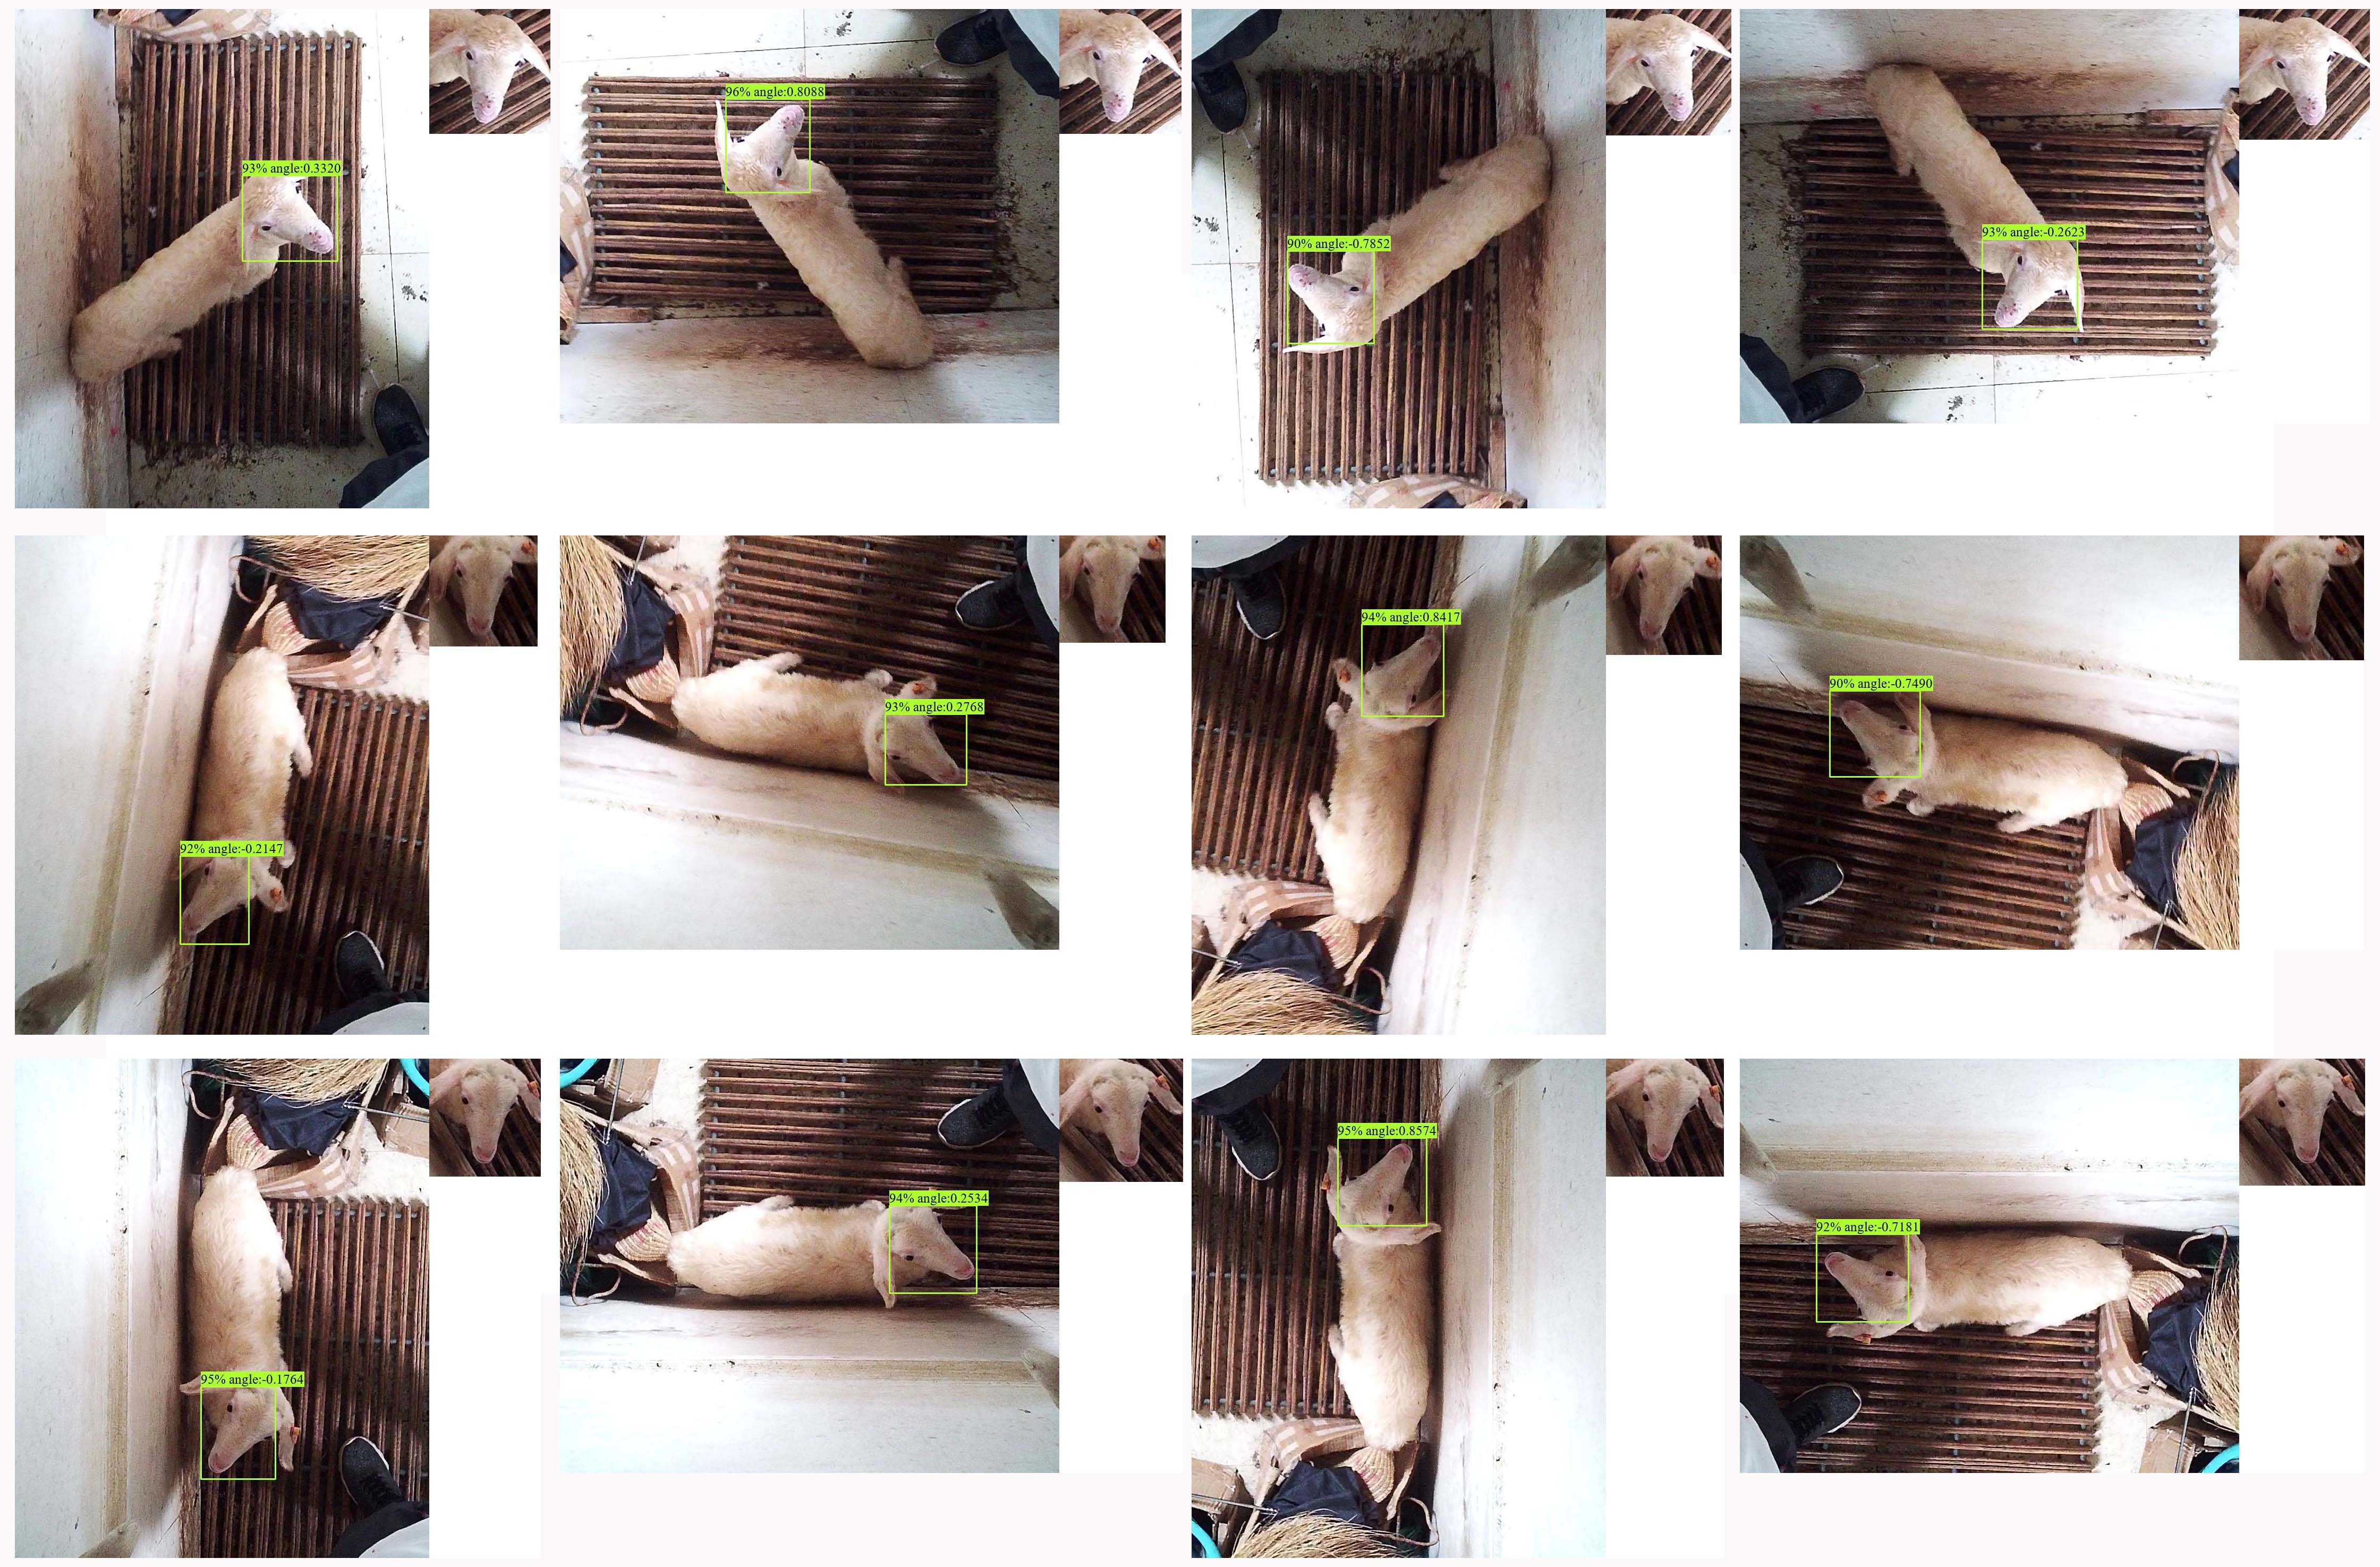 93% angle:0.3320
96% angle:0.8088
90% angle:-0.7852
93% angle:-0.2623
92% angle:-0.2147
93% angle:0.2768
94% angle:0.8417
90% angle:-0.7490
95% angle:-0.1764
94% angle:0.2534
95% angle:0.8574
92% angle:-0.7181